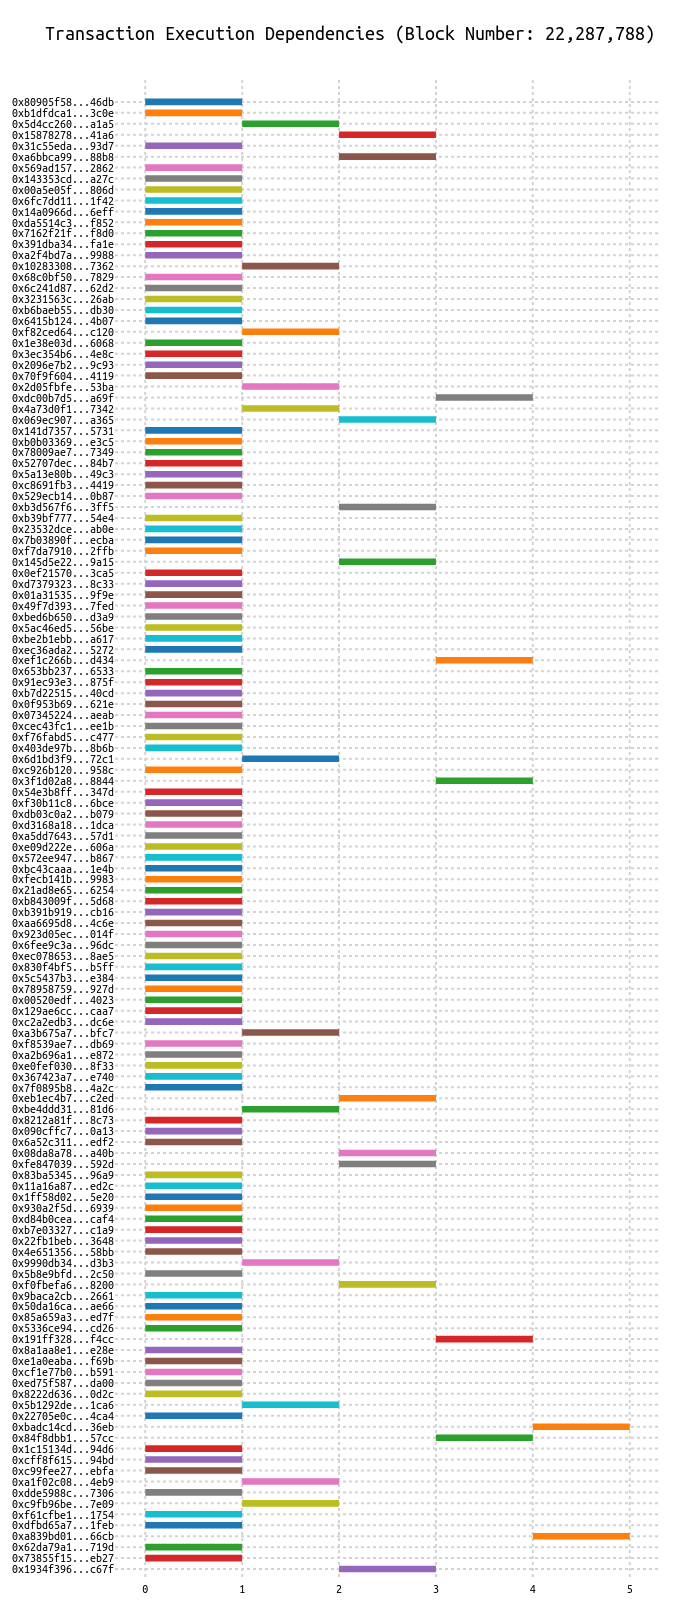 Transaction Execution Dependencies (Block Number: 22,287,788)
0x80905f58...46db
0xb1dfdca1...3c0e
0x5d4cc260...a1a5
0x15878278...41a6
0x31c55eda...93d7
0xa6bbca99...88b8
0x569ad157...2862
0x143353cd...a27c
0x00a5e05f...806d
0x6fc7dd11...1f42
0x14a0966d...6eff
0xda5514c3...f852
0x7162f21f...f8d0
0x391dba34...fa1e
0xa2f4bd7a...9988
0x10283308...7362
0x68c0bf50...7829
0x6c241d87...62d2
0x3231563c...26ab
0xb6baeb55...db30
0x6415b124...4b07
0xf82ced64...c120
0x1e38e03d...6068
0x3ec354b6...4e8c
0x2096e7b2...9c93
0x70f9f604...4119
0x2d05fbfe...53ba
0xdc00b7d5...a69f
0x4a73d0f1...7342
0x069ec907...a365
0x141d7357...5731
0xb0b03369...e3c5
0x78009ae7...7349
0x52707dec...84b7
0x5a13e80b...49c3
0xc8691fb3...4419
0x529ecb14...0b87
0xb3d567f6...3ff5
0xb39bf777...54e4
0x23532dce...ab0e
0x7b03890f...ecba
0xf7da7910...2ffb
0x145d5e22...9a15
0x0ef21570...3ca5
0xd7379323...8c33
0x01a31535...9f9e
0x49f7d393...7fed
0xbed6b650...d3a9
0x5ac46ed5...56be
0xbe2b1ebb...a617
0xec36ada2...5272
0xef1c266b...d434
0x653bb237...6533
0x91ec93e3...875f
0xb7d22515...40cd
0x0f953b69...621e
0x07345224...aeab
0xcec43fc1...ee1b
0xf76fabd5...c477
0x403de97b...8b6b
0x6d1bd3f9...72c1
0xc926b120...958c
0x3f1d02a8...8844
0x54e3b8ff...347d
0xf30b11c8...6bce
0xdb03c0a2...b079
0xd3168a18...1dca
0xa5dd7643...57d1
0xe09d222e...606a
0x572ee947...b867
0xbc43caaa...1e4b
0xfecb141b...9983
0x21ad8e65...6254
0xb843009f...5d68
0xb391b919...cb16
0xaa6695d8...4c6e
0x923d05ec...014f
0x6fee9c3a...96dc
0xec078653...8ae5
0x830f4bf5...b5ff
0x5c5437b3...e384
0x78958759...927d
0x00520edf...4023
0x129ae6cc...caa7
0xc2a2edb3...dc6e
0xa3b675a7...bfc7
0xf8539ae7...db69
0xa2b696a1...e872
0xe0fef030...8f33
0x367423a7...e740
0x7f0895b8...4a2c
0xeb1ec4b7...c2ed
0xbe4ddd31...81d6
0x8212a81f...8c73
0x090cffc7...0a13
0x6a52c311...edf2
0x08da8a78...a40b
0xfe847039...592d
0x83ba5345...96a9
0x11a16a87...ed2c
0x1ff58d02...5e20
0x930a2f5d...6939
0xd84b0cea...caf4
0xb7e03327...c1a9
0x22fb1beb...3648
0x4e651356...58bb
0x9990db34...d3b3
0x5b8e9bfd...2c50
0xf0fbefa6...8200
0x9baca2cb...2661
0x50da16ca...ae66
0x85a659a3...ed7f
0x5336ce94...cd26
0x191ff328...f4cc
0x8a1aa8e1...e28e
0xe1a0eaba...f69b
0xcf1e77b0...b591
0xed75f587...da00
0x8222d636...0d2c
0x5b1292de...1ca6
0x22705e0c...4ca4
0xbadc14cd...36eb
0x84f8dbb1...57cc
0x1c15134d...94d6
0xcff8f615...94bd
0xc99fee27...ebfa
0xa1f02c08...4eb9
0xdde5988c...7306
0xc9fb96be...7e09
0xf61cfbe1...1754
0xdfbd65a7...1feb
0xa839bd01...66cb
0x62da79a1...719d
0x73855f15...eb27
0x1934f396...c67f
0 1 2 3 4 5